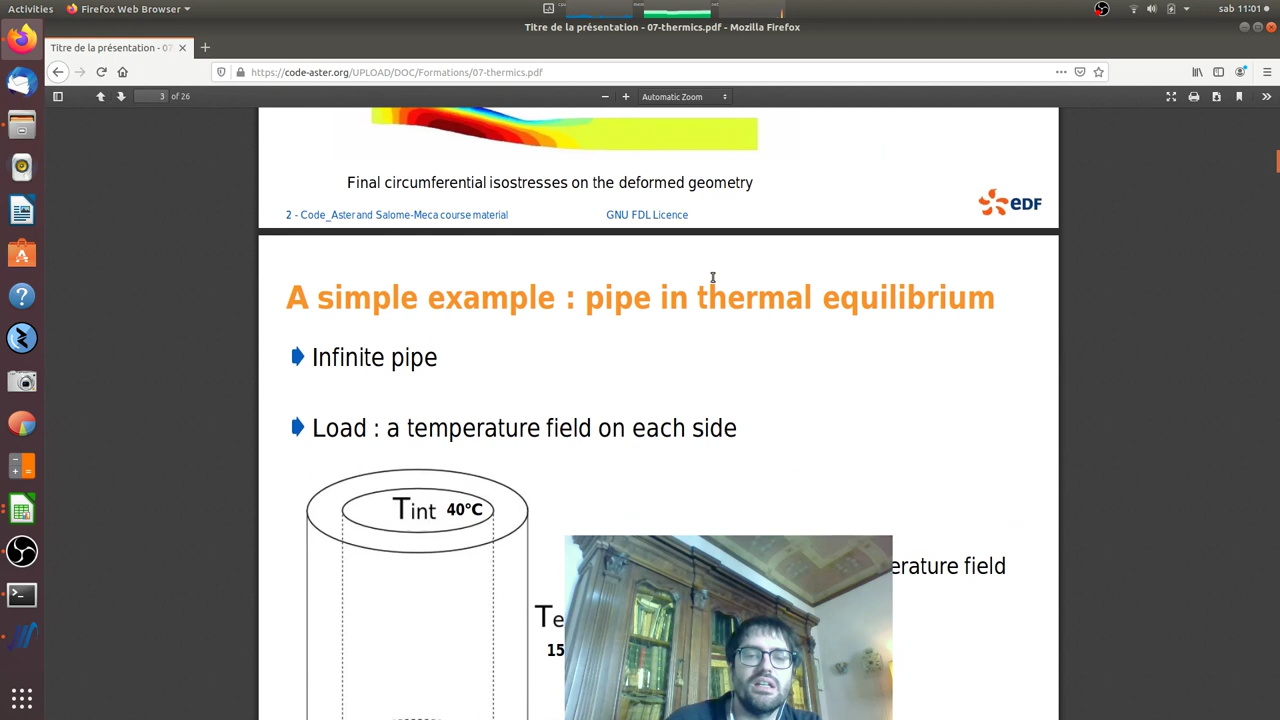 Activities
Firefox Web Browser
sab 11:01
Titre de la présentation - 07-thermics.pdf - Mozilla Firefox
Titre de la présentation - 07
https://code-aster.org/UPLOAD/DOC/Formations/07-thermics.pdf
3 of 26
Automatic Zoom
Final circumferential isostresses on the deformed geometry
2 - Code_Aster and Salome-Meca course material
GNU FDL Licence
EDF
A simple example : pipe in thermal equilibrium
Infinite pipe
Load : a temperature field on each side
Tint 40°C
erature field
Te
15